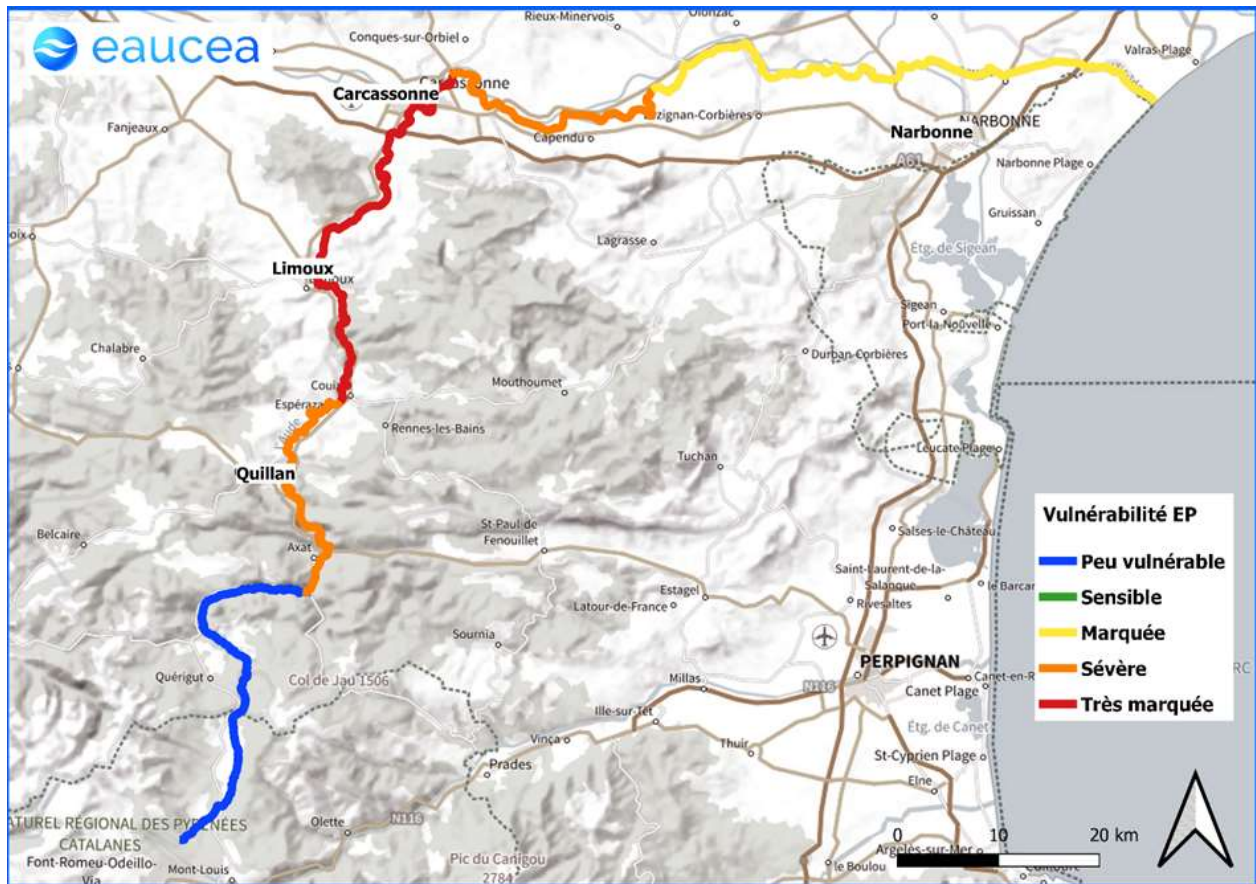 eaucea
Rieux-Minervois
Olonzac
Conques-sur-Orbiel
Valras-Plage
Carcassonne
Carcassonne
Fanjeaux
Capendu
Narbonne
NARBONNE
A61
Narbonne Plage
Gruissan
Lagrasse
Étg. de Sigean
Limoux
Sigean
Port-la-Nouvelle
Chalabre
Durban-Corbières
Mouthoumet
Espéraza
Rennes-les-Bains
l'Aude
Leucate-Plage
Quillan
Tuchan
Belcaire
Axat
St-Paul de
Fenouillet
Salses-le-Château
Saint-Laurent-de-la-
Salanque
Rivesaltes
le Barcar
Estagel
Latour-de-France
Sournia
Quérigut
Col de Jau 1506
PERPIGNAN
Millas
N116
Canet Plage
Canet-en-R
Ille-sur-Têt
Étg. de Canet
Vinça
Thuir
St-Cyprien Plage
Prades
Elne
Olette
N116
ATUREL RÉGIONAL DES PYRÉNÉES
CATALANES
Font-Romeu-Odeillo-
Via
Mont-Louis
Pic du Canigou
2784
le Boulou
Argelès-sur-Mer
Vulnérabilité EP
Peu vulnérable
Sensible
Marquée
Sévère
Très marquée
0 10 20 km